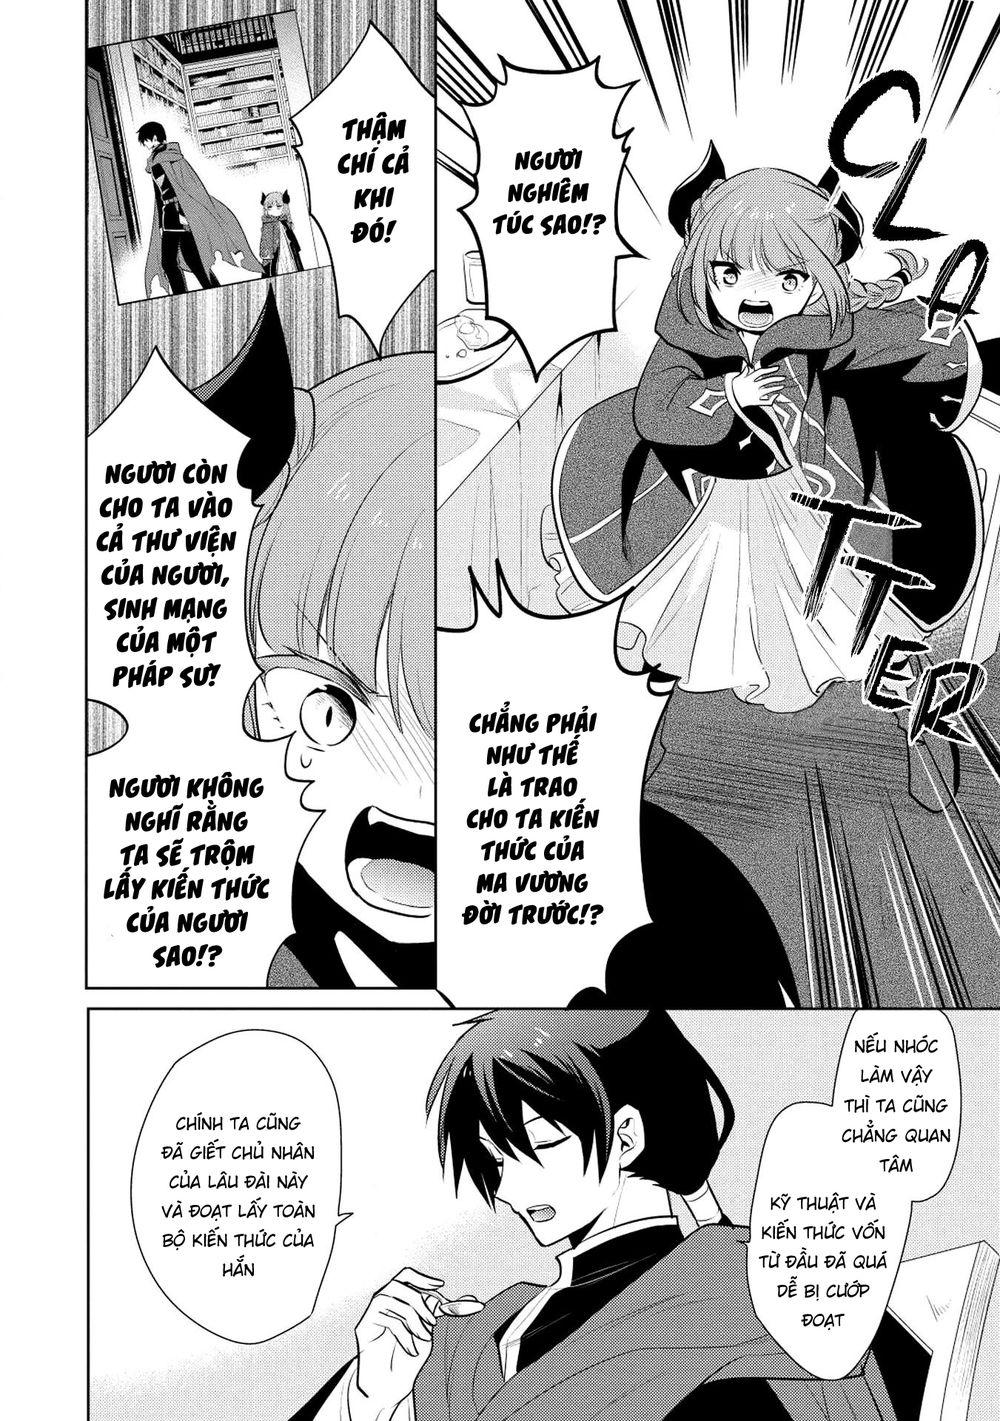 NGƯƠI
NGHIÊM
TÚC SAO!?
CLA
TTER
CHẲNG PHẢI
NHƯ THẾ
LÀ TRAO
CHO TA KIẾN
THỨC CỦA
MA VƯƠNG
ĐỜI TRƯỚC!?
THẬM
CHÍ CẢ
KHI
ĐÓ!
NGƯƠI CÒN
CHO TA VÀO
CẢ THƯ VIỆN
CỦA NGƯƠI,
SINH MẠNG
CỦA MỘT
PHÁP SƯ!
NGƯƠI KHÔNG
NGHĨ RẰNG
TA SẼ TRỘM
LẤY KIẾN THỨC
CỦA NGƯƠI
SAO!?
NẾU NHÓC
LÀM VẬY
THÌ TA CŨNG
CHẲNG QUAN
TÂM
KỸ THUẬT VÀ
KIẾN THỨC VỐN
TỪ ĐẦU ĐÃ QUÁ
DỄ BỊ CƯỚP
ĐOẠT
CHÍNH TA CŨNG
ĐÃ GIẾT CHỦ NHÂN
CỦA LÂU ĐÀI NÀY
VÀ ĐOẠT LẤY TOÀN
BỘ KIẾN THỨC CỦA
HẮN